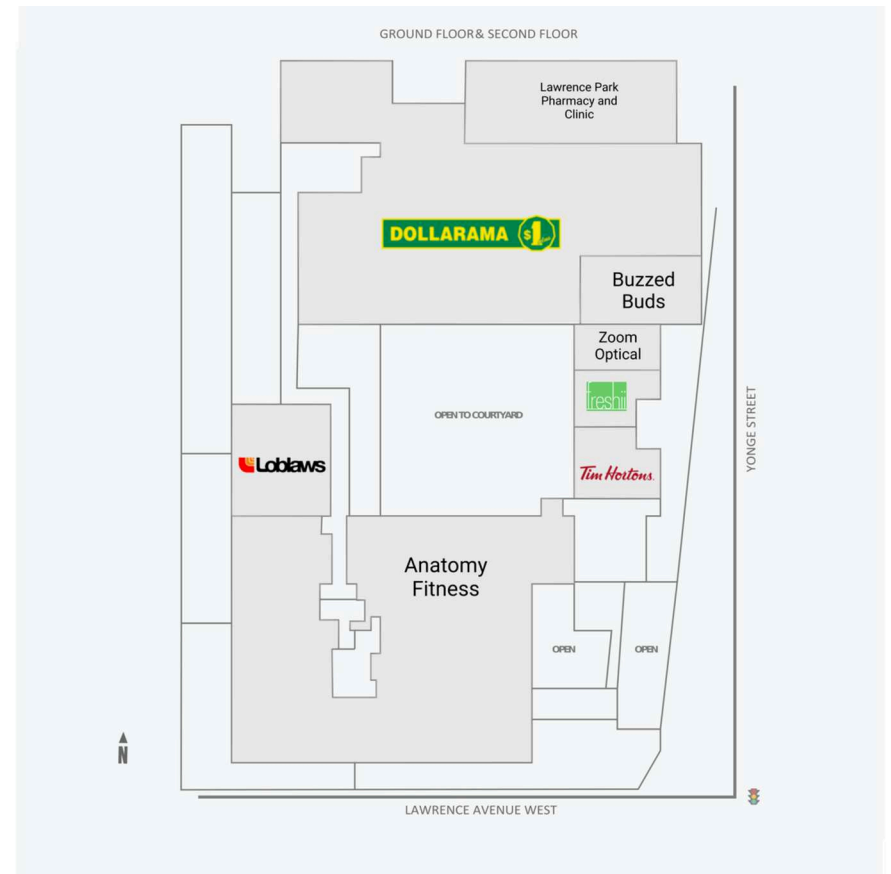 GROUND FLOOR & SECOND FLOOR
Lawrence Park
Pharmacy and
Clinic
DOLLARAMA $1
Buzzed
Buds
Zoom
Optical
freshii
OPEN TO COURTYARD
YONGE STREET
Loblaws
Tim Hortons.
Anatomy
Fitness
OPEN
OPEN
N
LAWRENCE AVENUE WEST